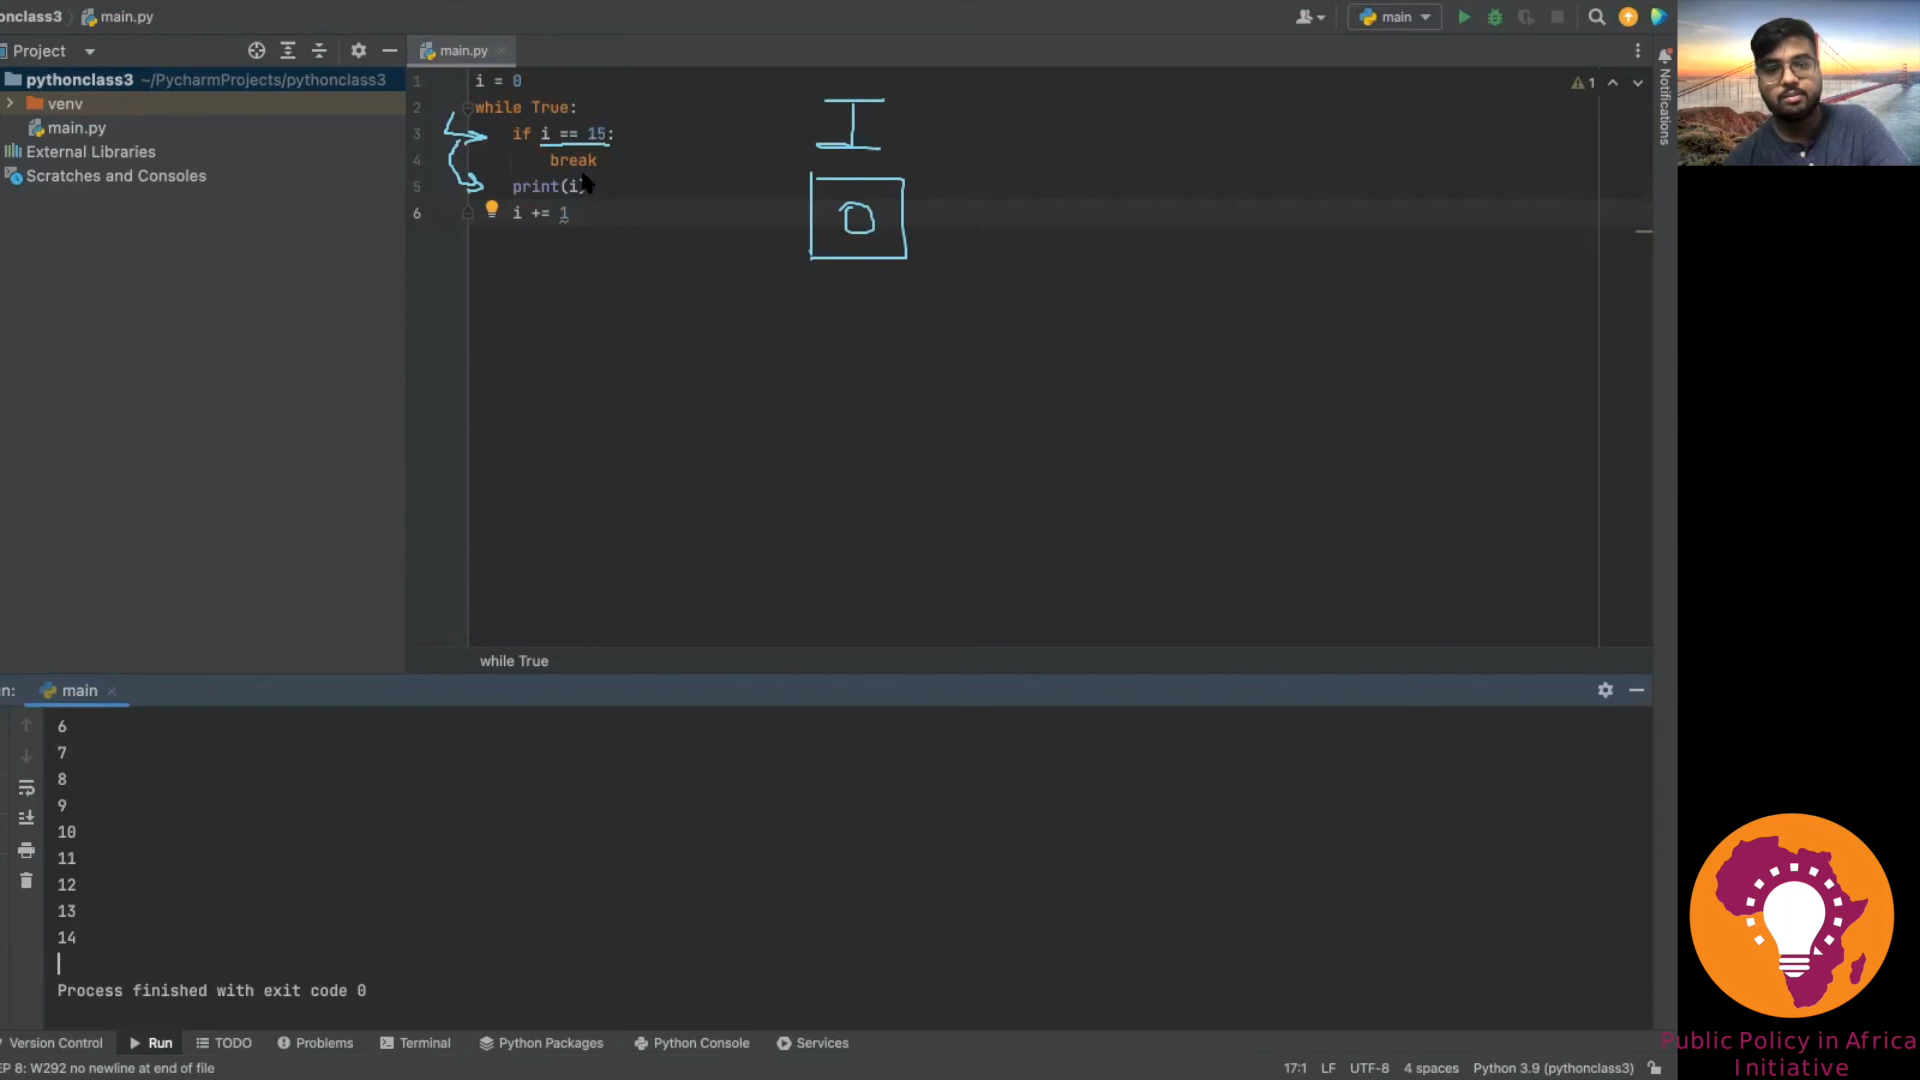 onclass3 main.py
main
Project
main.py
pythonclass3 ~/PycharmProjects/pythonclass3
venv
main.py
External Libraries
Scratches and Consoles
1 i = 0
2 while True:
3 if i == 15:
4 break
5 print(i)
6 i += 1
1
I
0
Notifications
while True
n: main
6
7
8
9
10
11
12
13
14
Process finished with exit code 0
Version Control Run TODO Problems Terminal Python Packages Python Console Services
EP 8: W292 no newline at end of file
17:1 LF UTF-8 4 spaces Python 3.9 (pythonclass3)
Public Policy in Africa
Initiative